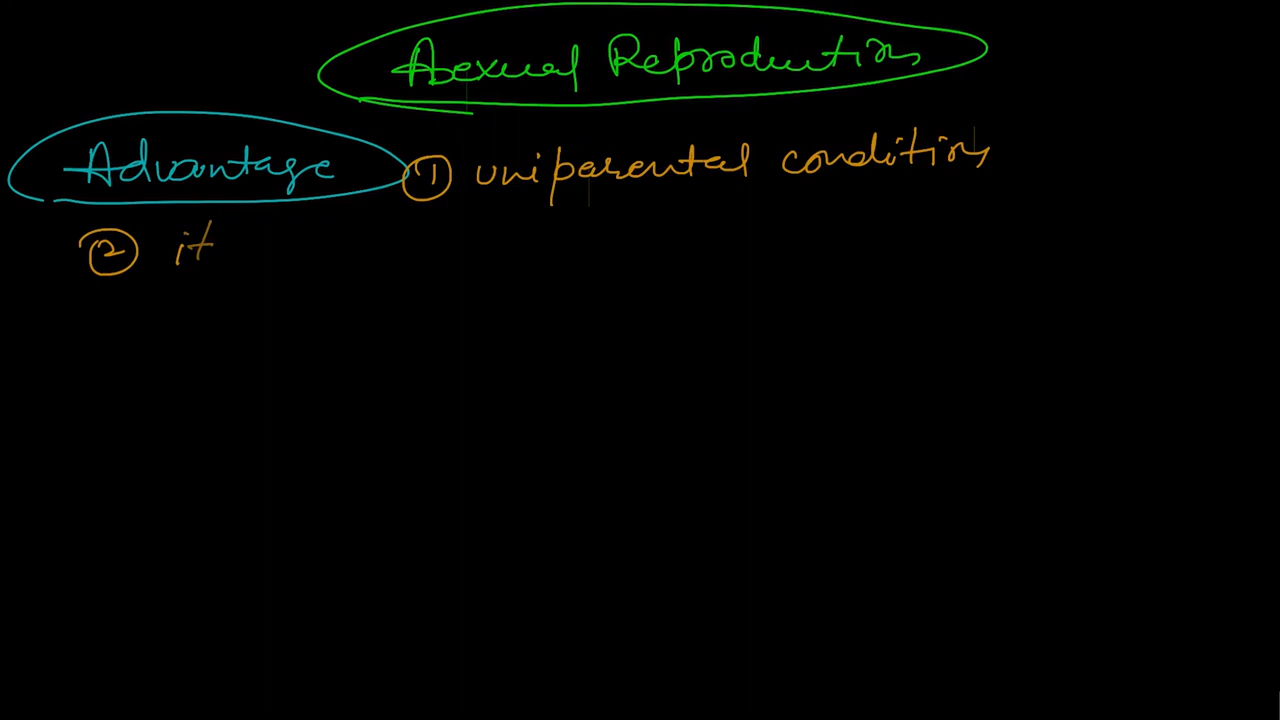 Asexual Reproduction
Advantage ① uniparental condition
② it